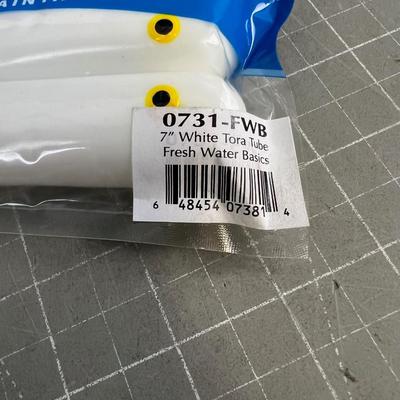 0731-FWB
7” White Tora Tube
Fresh Water Basics
6 48454 07381 4